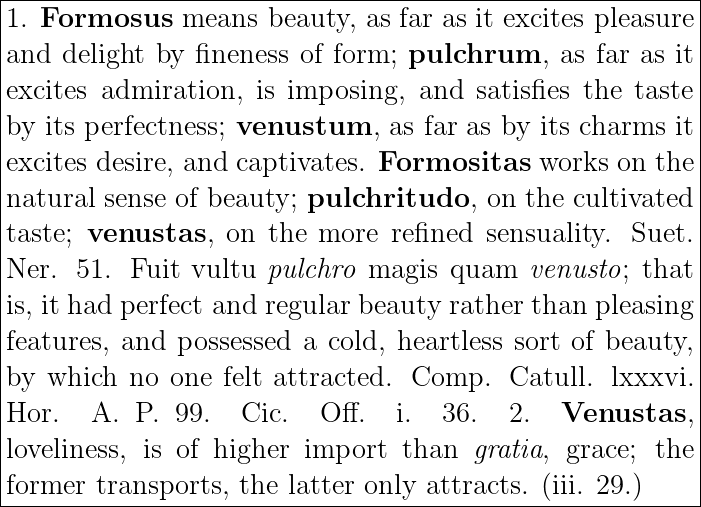 1. Formosus means beauty, as far as it excites pleasure
and delight by fineness of form; pulchrum, as far as it
excites admiration, is imposing, and satisfies the taste
by its perfectness; venustum, as far as by its charms it
excites desire, and captivates. Formositas works on the
natural sense of beauty; pulchritudo, on the cultivated
taste; venustas, on the more refined sensuality. Suet.
Ner. 51. Fuit vultu pulchro magis quam venusto; that
is, it had perfect and regular beauty rather than pleasing
features, and possessed a cold, heartless sort of beauty,
by which no one felt attracted. Comp. Catull. lxxxvi.
Hor. A. P. 99. Cic. Off. i. 36. 2. Venustas,
loveliness, is of higher import than gratia, grace; the
former transports, the latter only attracts. (iii. 29.)